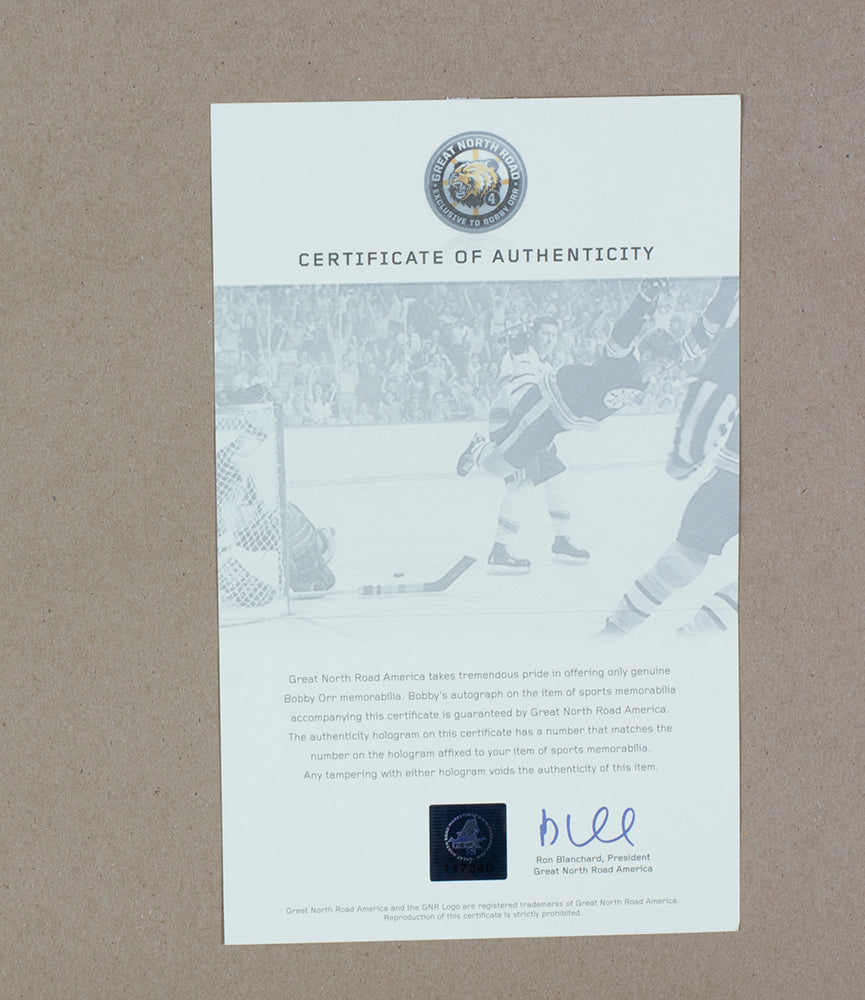 GREAT NORTH ROAD
4
EXCLUSIVE TO BOBBY ORR
CERTIFICATE OF AUTHENTICITY
Great North Road America takes tremendous pride in offering only genuine
Bobby Orr memorabilia. Bobby's autograph on the item of sports memorabilia
accompanying this certificate is guaranteed by Great North Road America.
The authenticity hologram on this certificate has a number that matches the
number on the hologram affixed to your item of sports memorabilia.
Any tampering with either hologram voids the authenticity of this item.
Ron Blanchard, President
Great North Road America
Great North Road America and the GNR Logo are registered trademarks of Great North Road America.
Reproduction of this certificate is strictly prohibited.